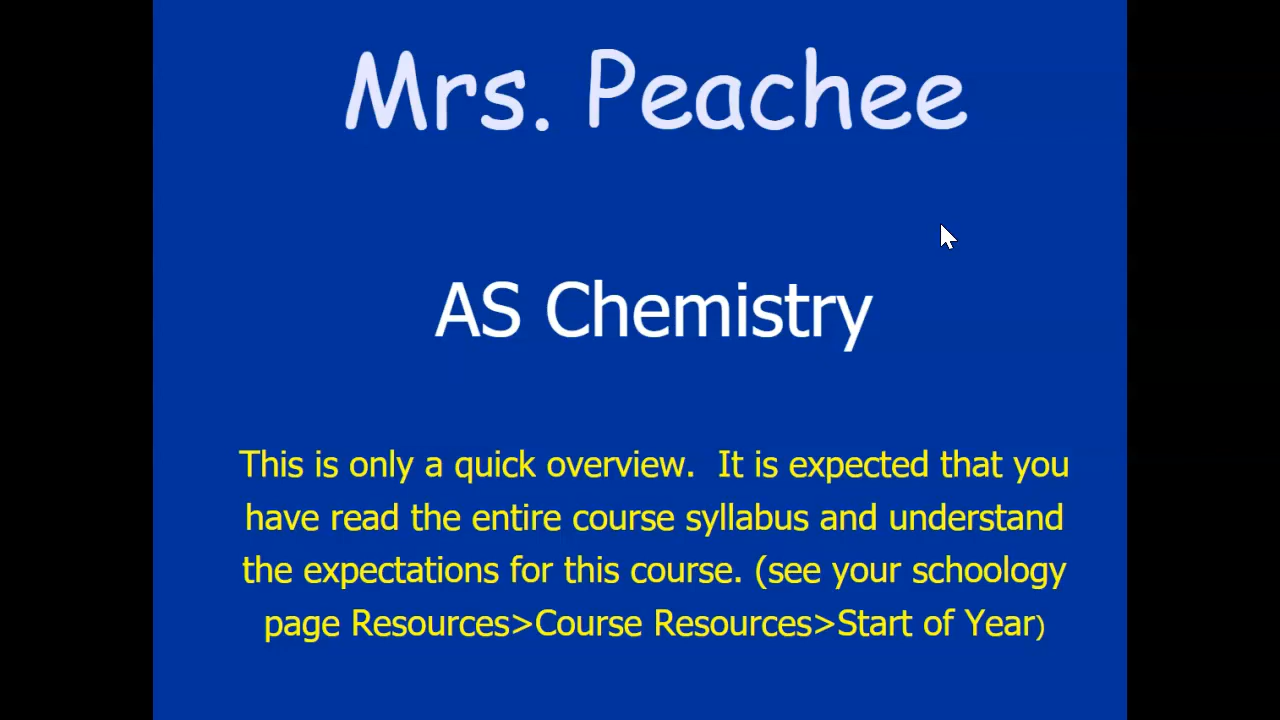 Mrs. Peachee
AS Chemistry
This is only a quick overview.  It is expected that you
have read the entire course syllabus and understand
the expectations for this course. (see your schoology
page Resources>Course Resources>Start of Year)